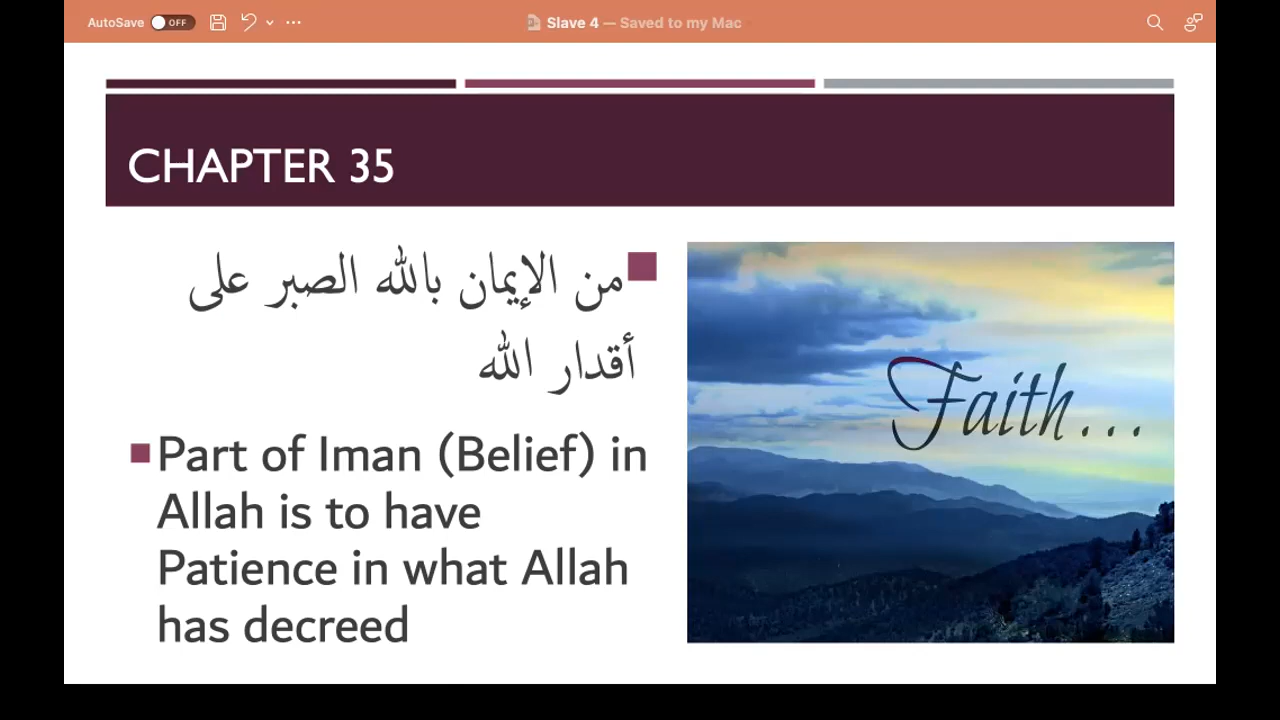 AutoSave OFF
Slave 4 — Saved to my Mac
CHAPTER 35
من الإيمان بالله الصبر على
أقدار الله
Part of Iman (Belief) in
Allah is to have
Patience in what Allah
has decreed
Faith...